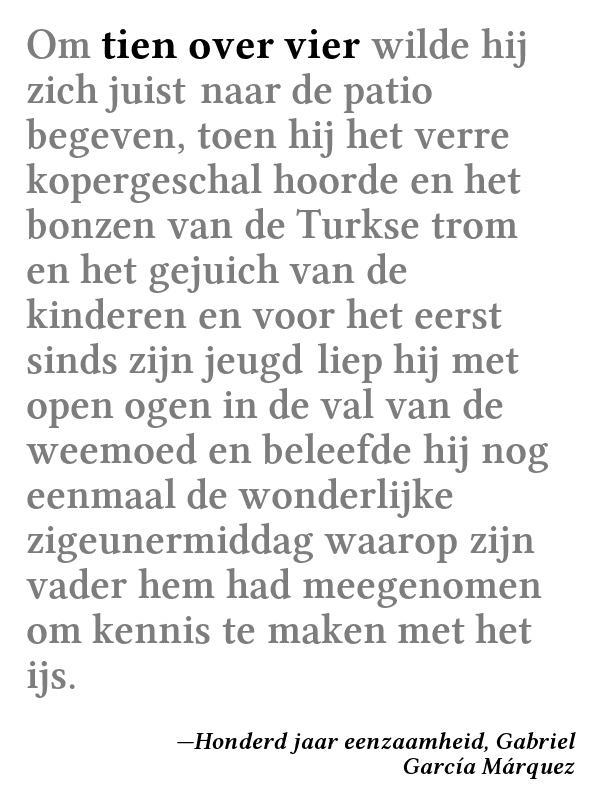 Om tien over vier wilde hij
zich juist naar de patio
begeven, toen hij het verre
kopergeschal hoorde en het
bonzen van de Turkse trom
en het gejuich van de
kinderen en voor het eerst
sinds zijn jeugd liep hij met
open ogen in de val van de
weemoed en beleefde hij nog
eenmaal de wonderlijke
zigeunermiddag waarop zijn
vader hem had meegenomen
om kennis te maken met het
ijs.
—Honderd jaar eenzaamheid, Gabriel
García Márquez